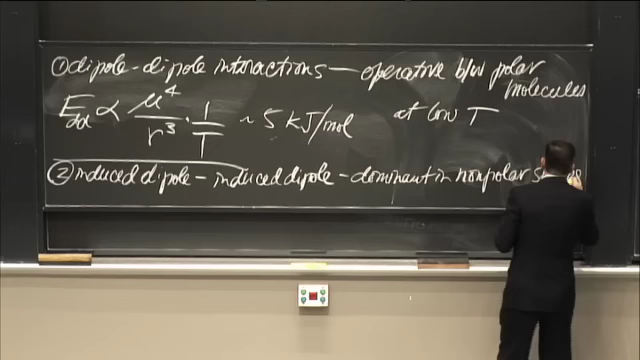 ① dipole-dipole interactions — operative b/w polar
molecules
E_dd ∝ μ⁴/r³ · 1/T ~ 5 kJ/mol at low T
② induced dipole - induced dipole - dominant in nonpolar